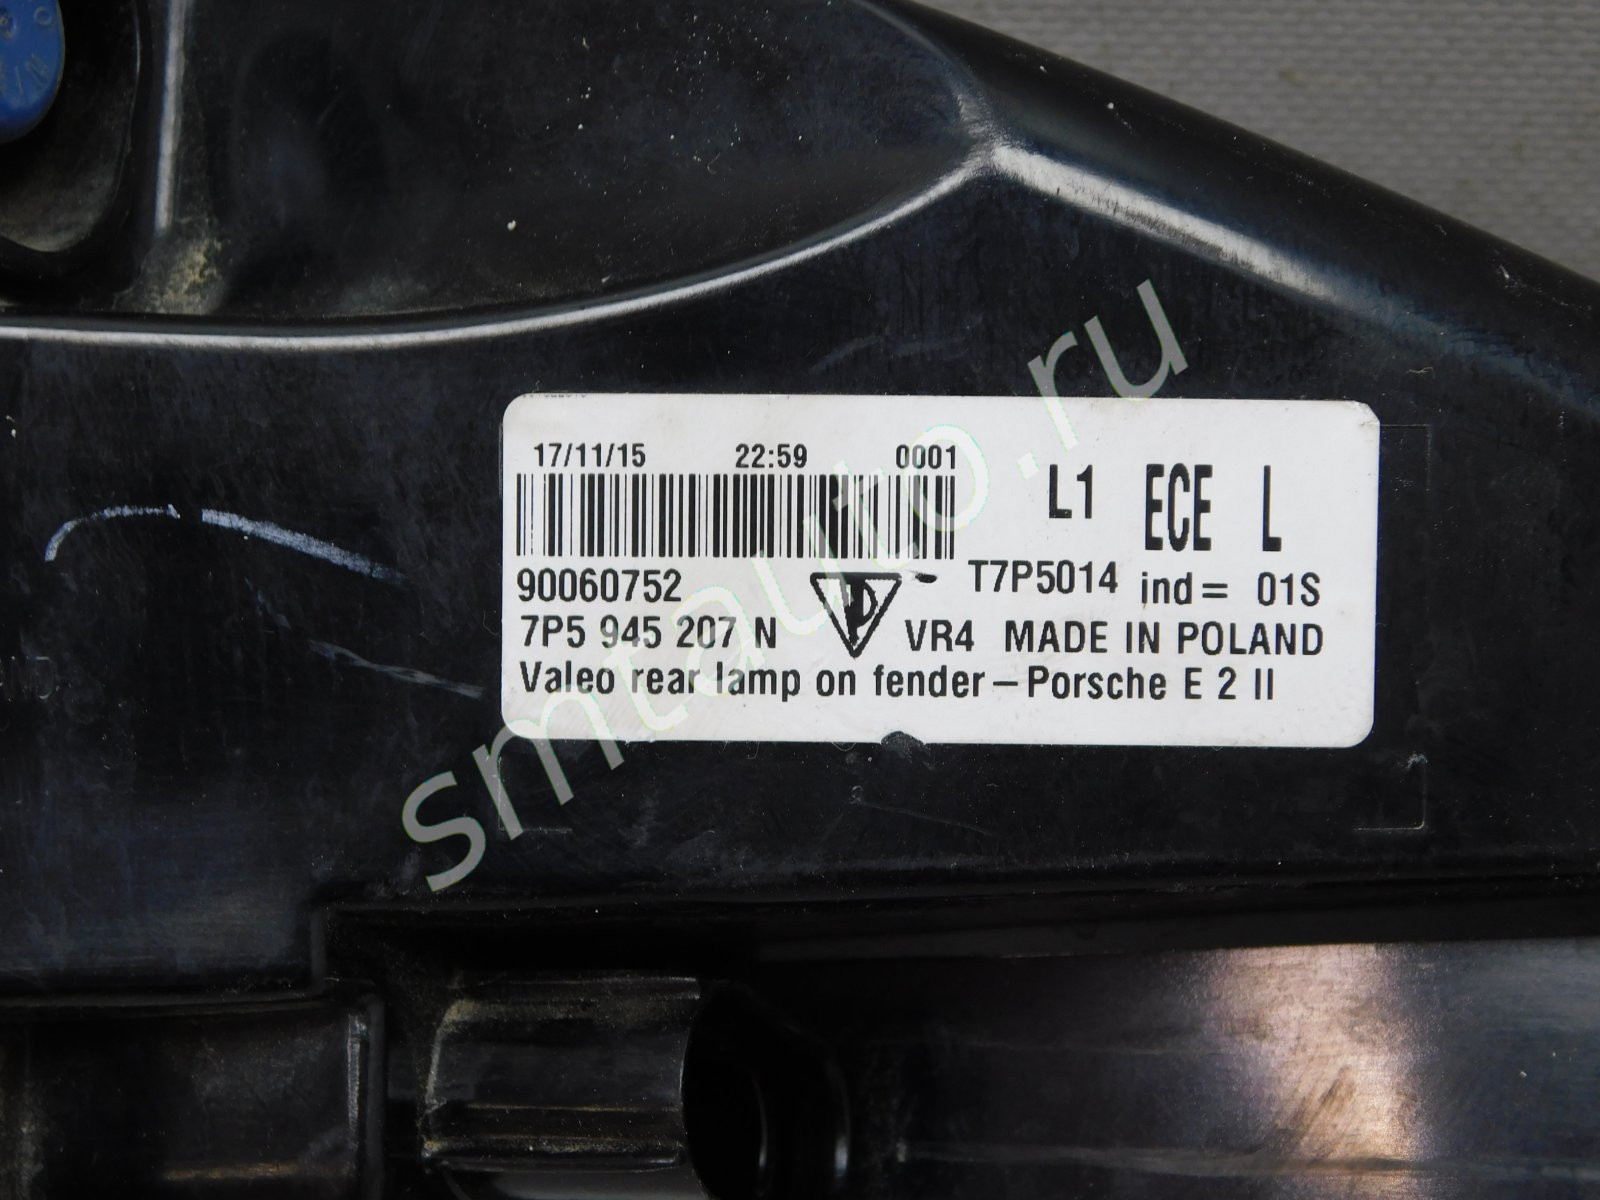 17/11/15 22:59 0001
L1 ECE L
90060752 T7P5014 ind= 01S
7P5 945 207 N VR4 MADE IN POLAND
Valeo rear lamp on fender – Porsche E 2 II
smtauto.ru